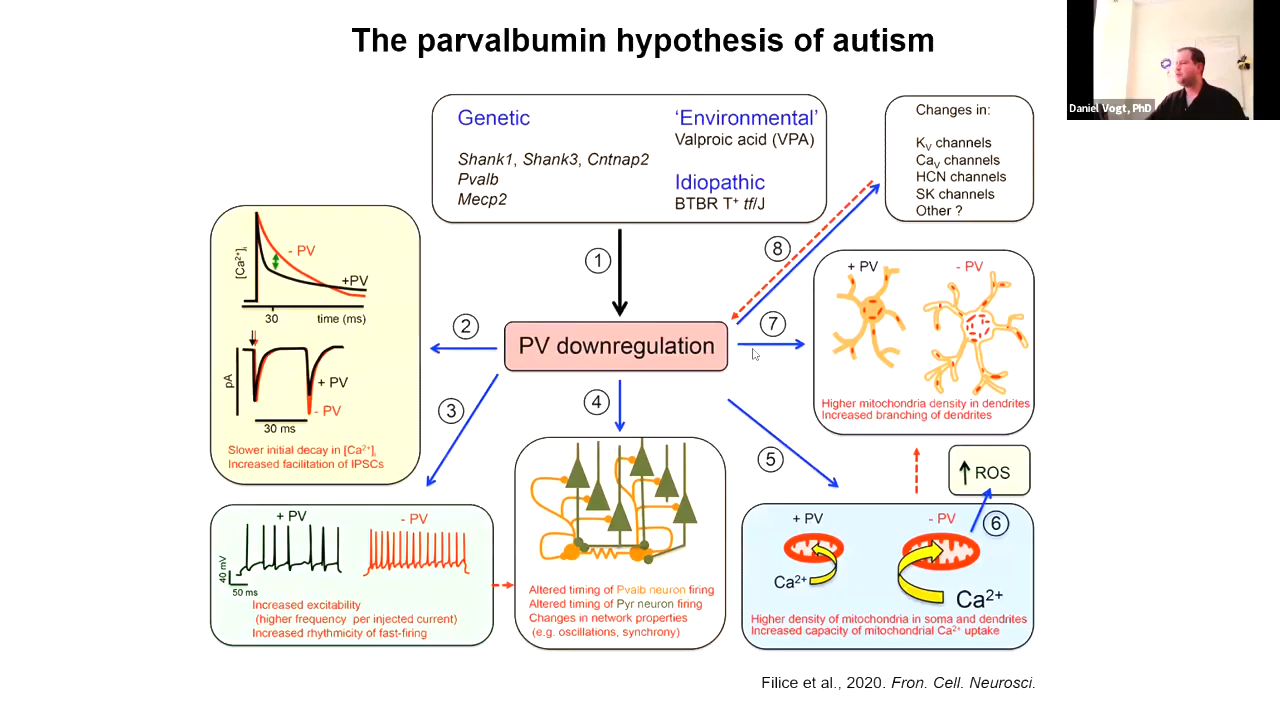 The parvalbumin hypothesis of autism
Daniel Vogt, PhD
Genetic
Shank1, Shank3, Cntnap2
Pvalb
Mecp2
'Environmental'
Valproic acid (VPA)
Idiopathic
BTBR T⁺ tf/J
Changes in:
Kᵥ channels
Caᵥ channels
HCN channels
SK channels
Other ?
1
8
[Ca²⁺]ᵢ
- PV
+PV
30
time (ms)
pA
+ PV
- PV
30 ms
Slower initial decay in [Ca²⁺]ᵢ
Increased facilitation of IPSCs
2
PV downregulation
7
+ PV
- PV
Higher mitochondria density in dendrites
Increased branching of dendrites
3
4
5
+ PV
- PV
40 mV
50 ms
Increased excitability
(higher frequency per injected current)
Increased rhythmicity of fast-firing
Altered timing of Pvalb neuron firing
Altered timing of Pyr neuron firing
Changes in network properties
(e.g. oscillations, synchrony)
↑ ROS
6
+ PV
- PV
Ca²⁺
Ca²⁺
Higher density of mitochondria in soma and dendrites
Increased capacity of mitochondrial Ca²⁺ uptake
Filice et al., 2020. Fron. Cell. Neurosci.